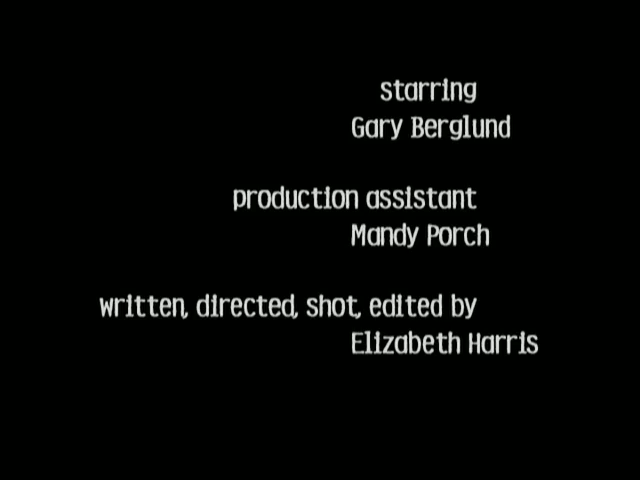 starring
Gary Berglund
production assistant
Mandy Porch
written, directed, shot, edited by
Elizabeth Harris